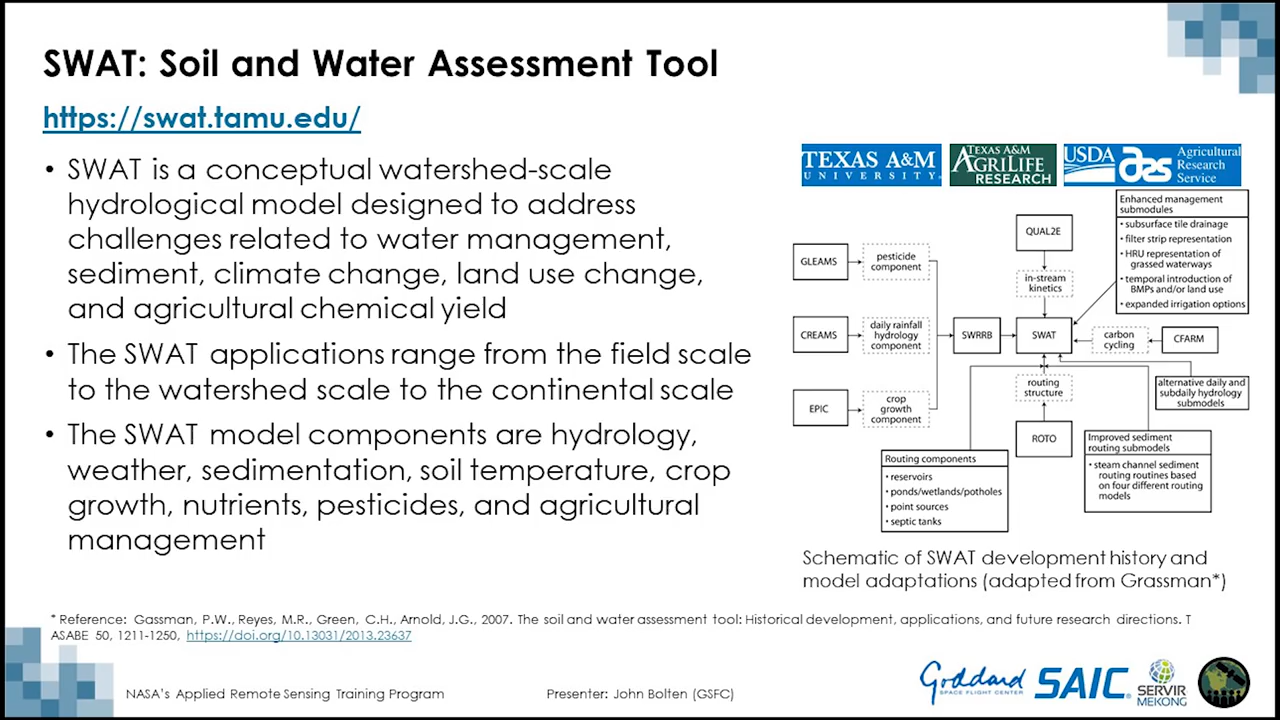 SWAT: Soil and Water Assessment Tool
https://swat.tamu.edu/
• SWAT is a conceptual watershed-scale
hydrological model designed to address
challenges related to water management,
sediment, climate change, land use change,
and agricultural chemical yield
• The SWAT applications range from the field scale
to the watershed scale to the continental scale
• The SWAT model components are hydrology,
weather, sedimentation, soil temperature, crop
growth, nutrients, pesticides, and agricultural
management
TEXAS A&M
UNIVERSITY
TEXAS A&M
AGRILIFE
RESEARCH
USDA
ars
Agricultural
Research
Service
Enhanced management
submodules
• subsurface tile drainage
• filter strip representation
• HRU representation of
grassed waterways
• temporal introduction of
BMPs and/or land use
• expanded irrigation options
QUAL2E
GLEAMS
pesticide
component
in-stream
kinetics
CREAMS
daily rainfall
hydrology
component
SWRRB
SWAT
carbon
cycling
CFARM
EPIC
crop
growth
component
routing
structure
alternative daily and
subdaily hydrology
submodels
ROTO
Improved sediment
routing submodels
• steam channel sediment
routing routines based
on four different routing
models
Routing components
• reservoirs
• ponds/wetlands/potholes
• point sources
• septic tanks
Schematic of SWAT development history and
model adaptations (adapted from Grassman*)
* Reference: Gassman, P.W., Reyes, M.R., Green, C.H., Arnold, J.G., 2007. The soil and water assessment tool: Historical development, applications, and future research directions. T
ASABE 50, 1211-1250, https://doi.org/10.13031/2013.23637
NASA's Applied Remote Sensing Training Program
Presenter: John Bolten (GSFC)
Goddard
SPACE FLIGHT CENTER
SAIC
SERVIR
MEKONG